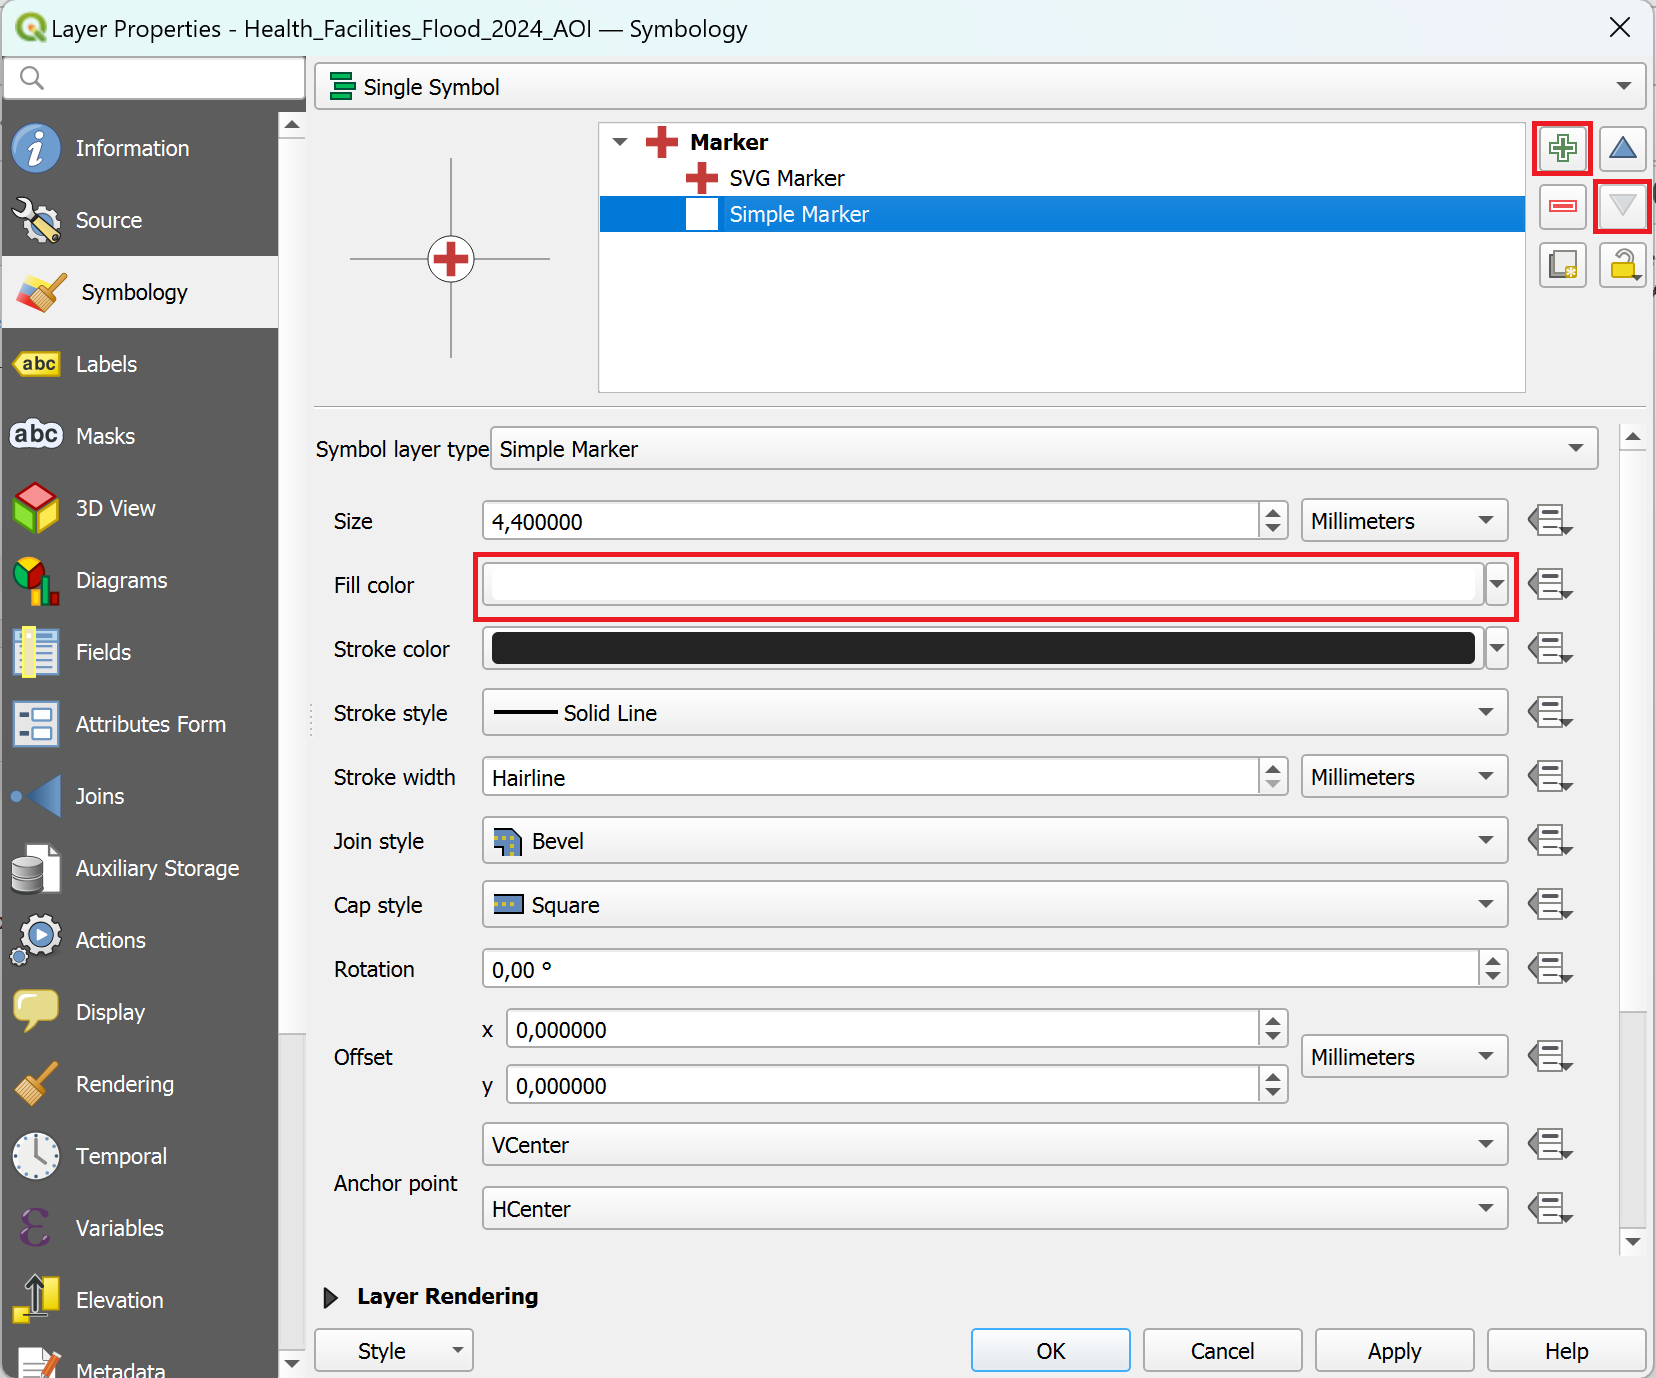 Layer Properties - Health_Facilities_Flood_2024_AOI — Symbology
Single Symbol
Information
Source
Symbology
Labels
Masks
3D View
Diagrams
Fields
Attributes Form
Joins
Auxiliary Storage
Actions
Display
Rendering
Temporal
Variables
Elevation
Metadata
abc
abc
Marker
SVG Marker
Simple Marker
Symbol layer type Simple Marker
Size 4,400000 Millimeters
Fill color
Stroke color
Stroke style Solid Line
Stroke width Hairline Millimeters
Join style Bevel
Cap style Square
Rotation 0,00 °
Offset x 0,000000 Millimeters
y 0,000000
Anchor point VCenter
HCenter
Layer Rendering
Style OK Cancel Apply Help